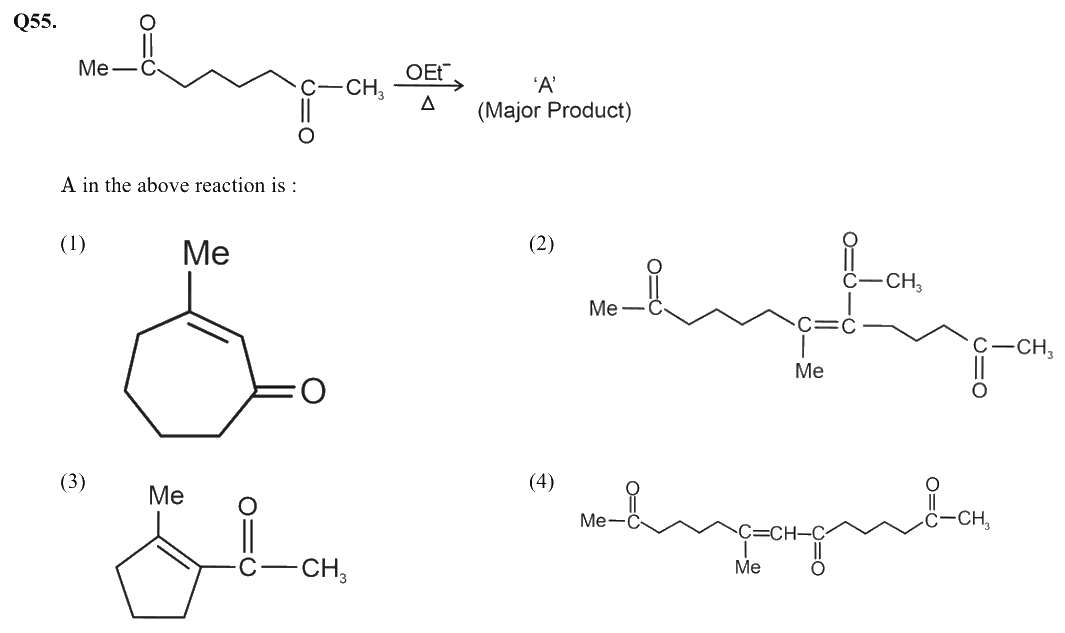 Q55.
O
Me—C
C—CH₃
O
OEt⁻
Δ
'A'
(Major Product)
A in the above reaction is :
(1)
Me
O
(2)
O
Me—C
O
C—CH₃
C=C
Me
C—CH₃
O
(3)
Me
O
C—CH₃
(4)
O
Me—C
C=CH—C
Me
O
O
C—CH₃